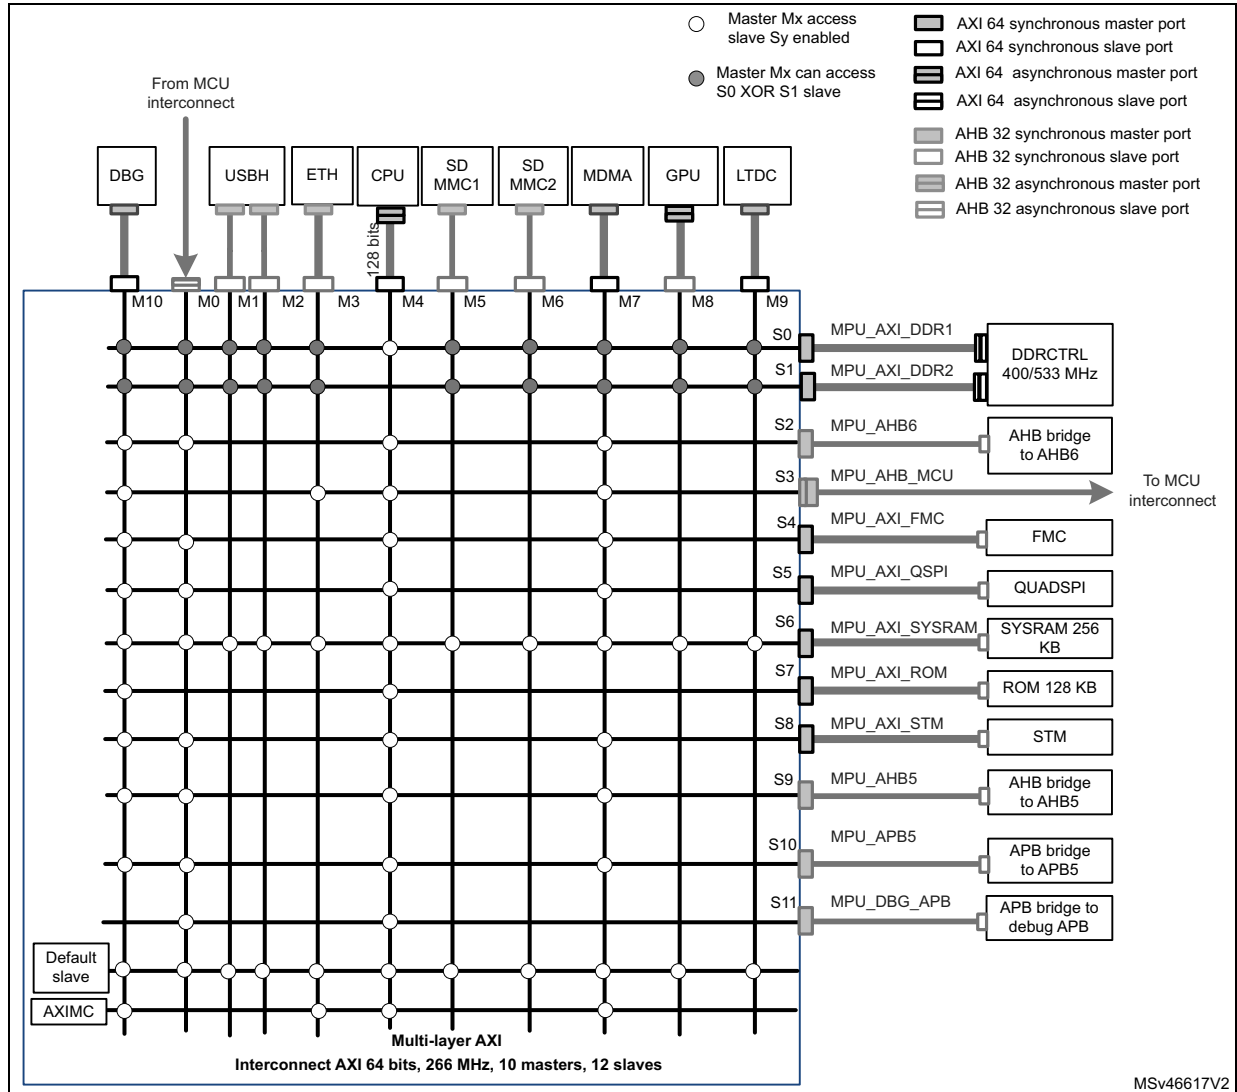 Master Mx access
slave Sy enabled
Master Mx can access
S0 XOR S1 slave
AXI 64 synchronous master port
AXI 64 synchronous slave port
AXI 64 asynchronous master port
AXI 64 asynchronous slave port
AHB 32 synchronous master port
AHB 32 synchronous slave port
AHB 32 asynchronous master port
AHB 32 asynchronous slave port
From MCU
interconnect
DBG
USBH
ETH
CPU
SD
MMC1
SD
MMC2
MDMA
GPU
LTDC
128 bits
M10
M0
M1
M2
M3
M4
M5
M6
M7
M8
M9
S0
MPU_AXI_DDR1
S1
MPU_AXI_DDR2
DDRCTRL
400/533 MHz
S2
MPU_AHB6
AHB bridge
to AHB6
S3
MPU_AHB_MCU
To MCU
interconnect
S4
MPU_AXI_FMC
FMC
S5
MPU_AXI_QSPI
QUADSPI
S6
MPU_AXI_SYSRAM
SYSRAM 256
KB
S7
MPU_AXI_ROM
ROM 128 KB
S8
MPU_AXI_STM
STM
S9
MPU_AHB5
AHB bridge
to AHB5
S10
MPU_APB5
APB bridge
to APB5
S11
MPU_DBG_APB
APB bridge to
debug APB
Default
slave
AXIMC
Multi-layer AXI
Interconnect AXI 64 bits, 266 MHz, 10 masters, 12 slaves
MSv46617V2